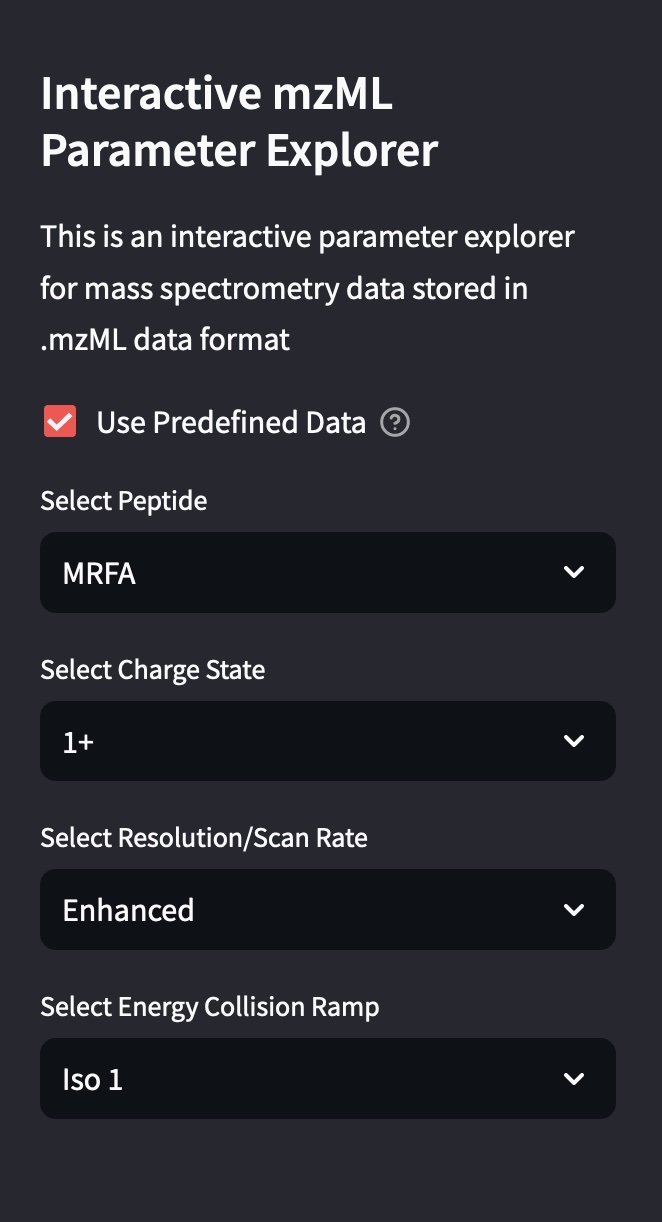 Interactive mzML
Parameter Explorer
This is an interactive parameter explorer
for mass spectrometry data stored in
.mzML data format
Use Predefined Data ?
Select Peptide
MRFA
Select Charge State
1+
Select Resolution/Scan Rate
Enhanced
Select Energy Collision Ramp
Iso 1